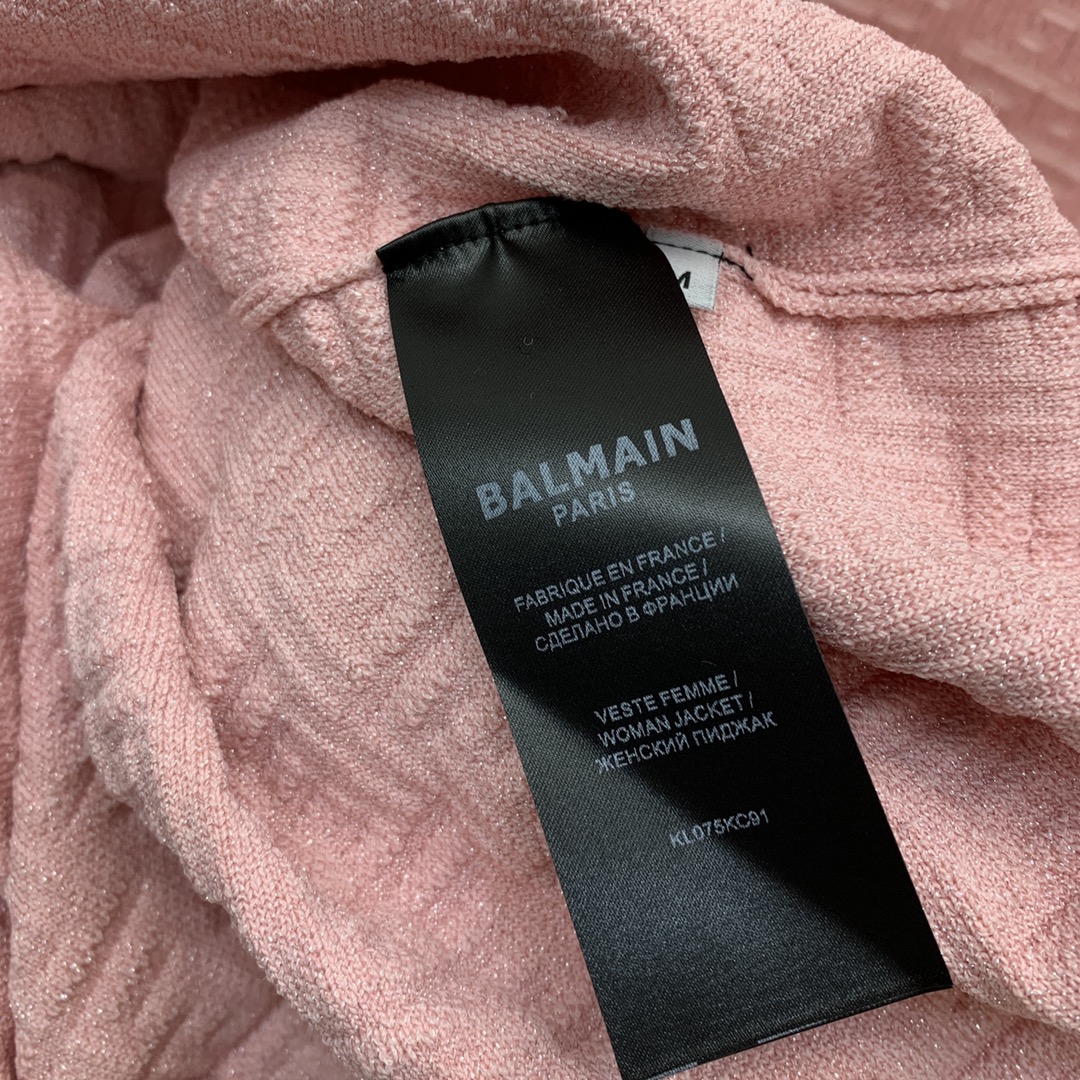 M
BALMAIN
PARIS
FABRIQUE EN FRANCE /
MADE IN FRANCE /
СДЕЛАНО В ФРАНЦИИ
VESTE FEMME /
WOMAN JACKET /
ЖЕНСКИЙ ПИДЖАК
KL075KC91